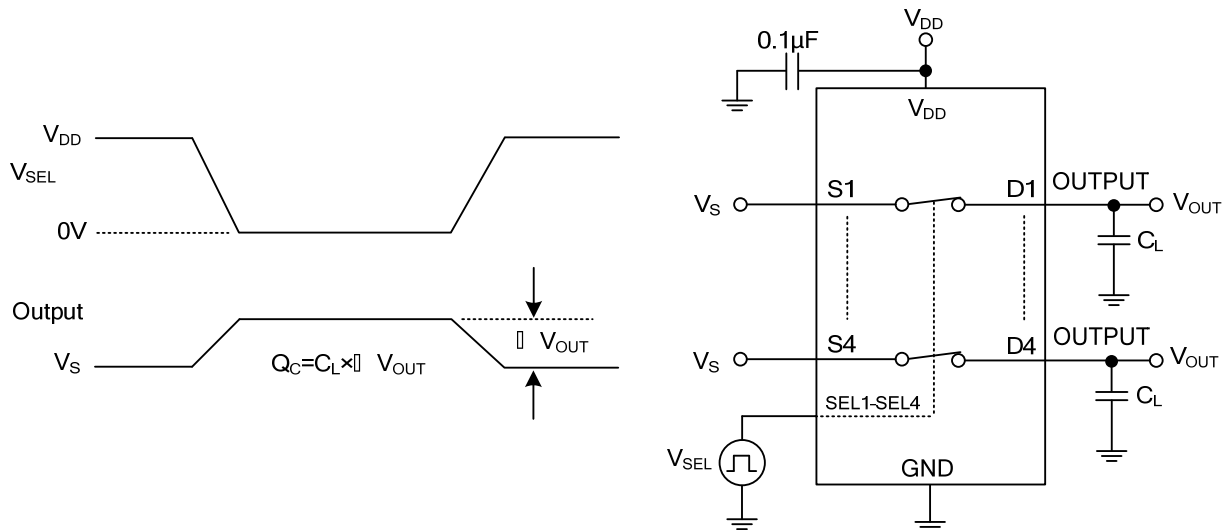 V_DD
V_SEL
0V
Output
V_S
Q_C=C_L×▯ V_OUT
▯ V_OUT
V_DD
0.1µF
V_DD
V_S
S1
D1
OUTPUT
V_OUT
C_L
V_S
S4
D4
OUTPUT
V_OUT
C_L
SEL1-SEL4
V_SEL
GND